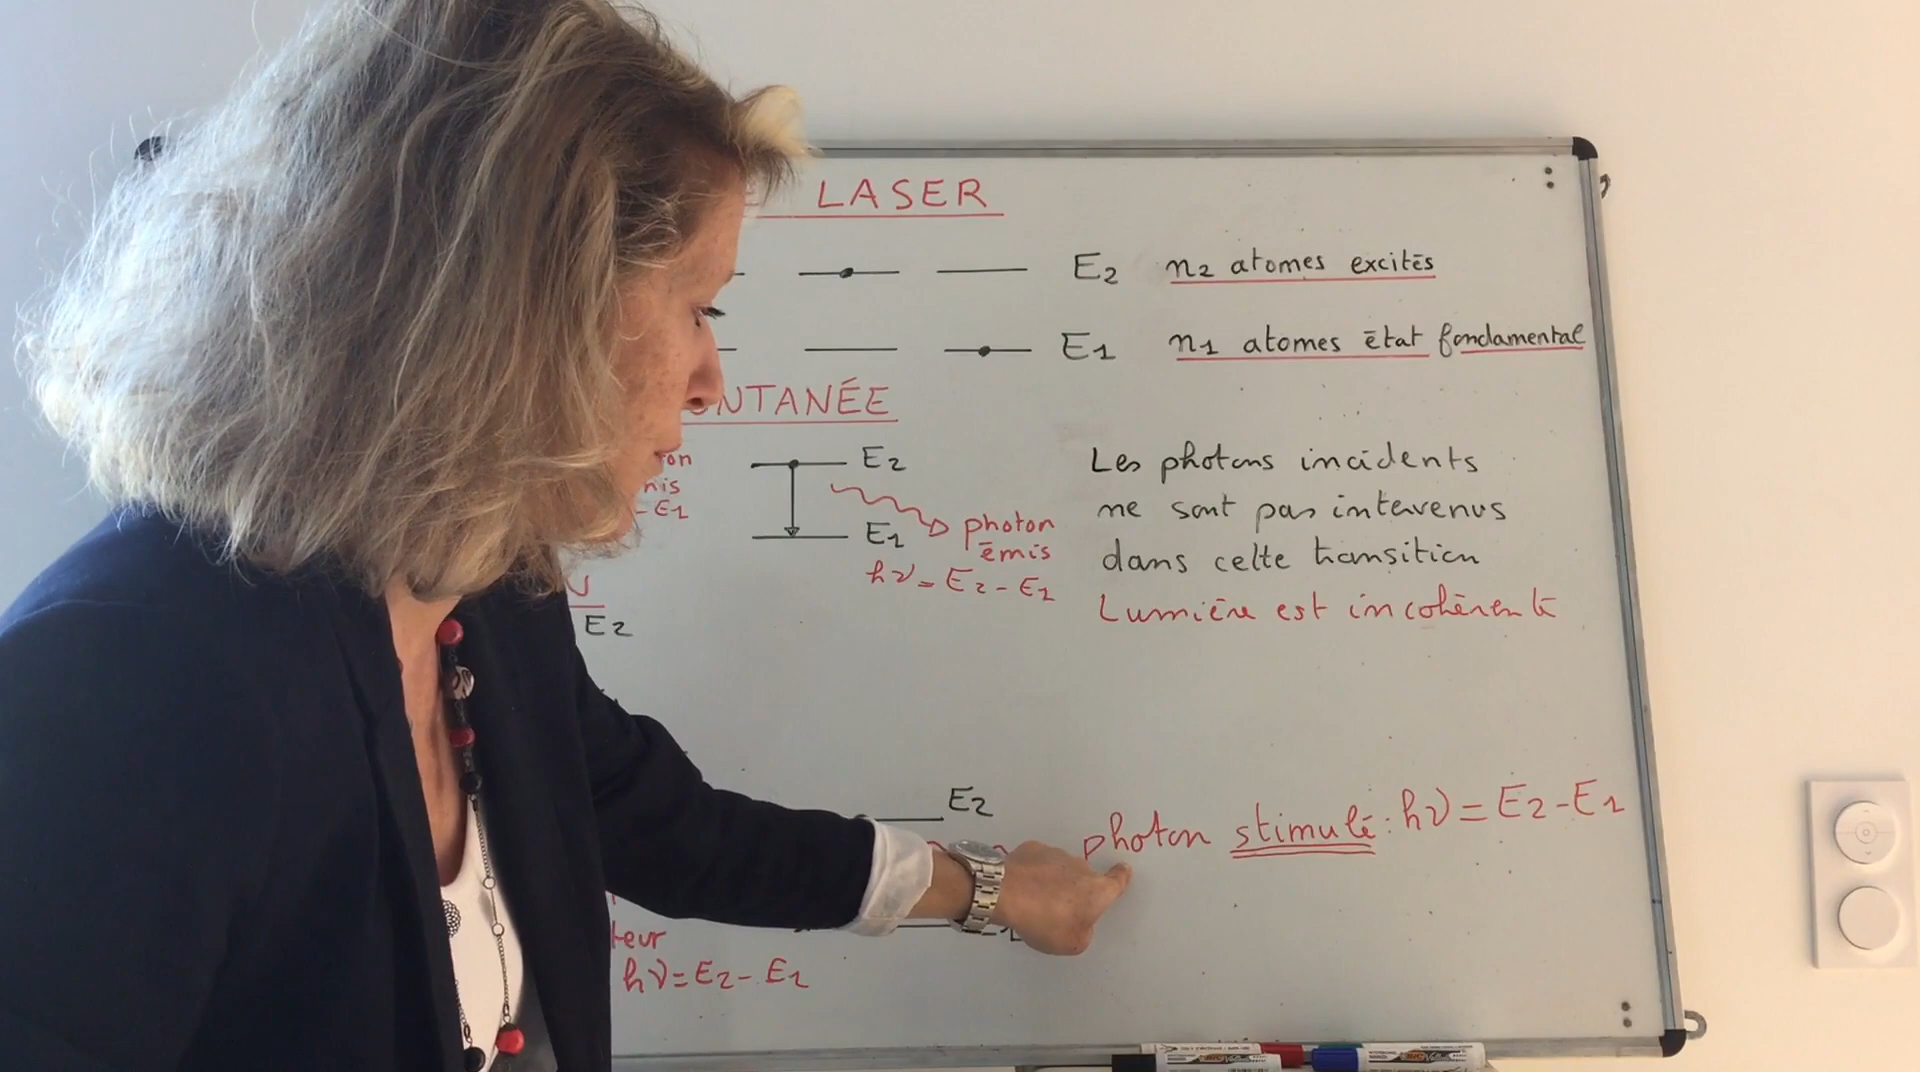 LASER
E2 n2 atomes excités
E1 n1 atomes état fondamental
E2
E1
photon
émis
hν = E2 - E1
Les photons incidents
ne sont pas intervenus
dans cette transition
Lumière est incohérente
E2
E2
photon stimulé : hν = E2 - E1
hν = E2 - E1